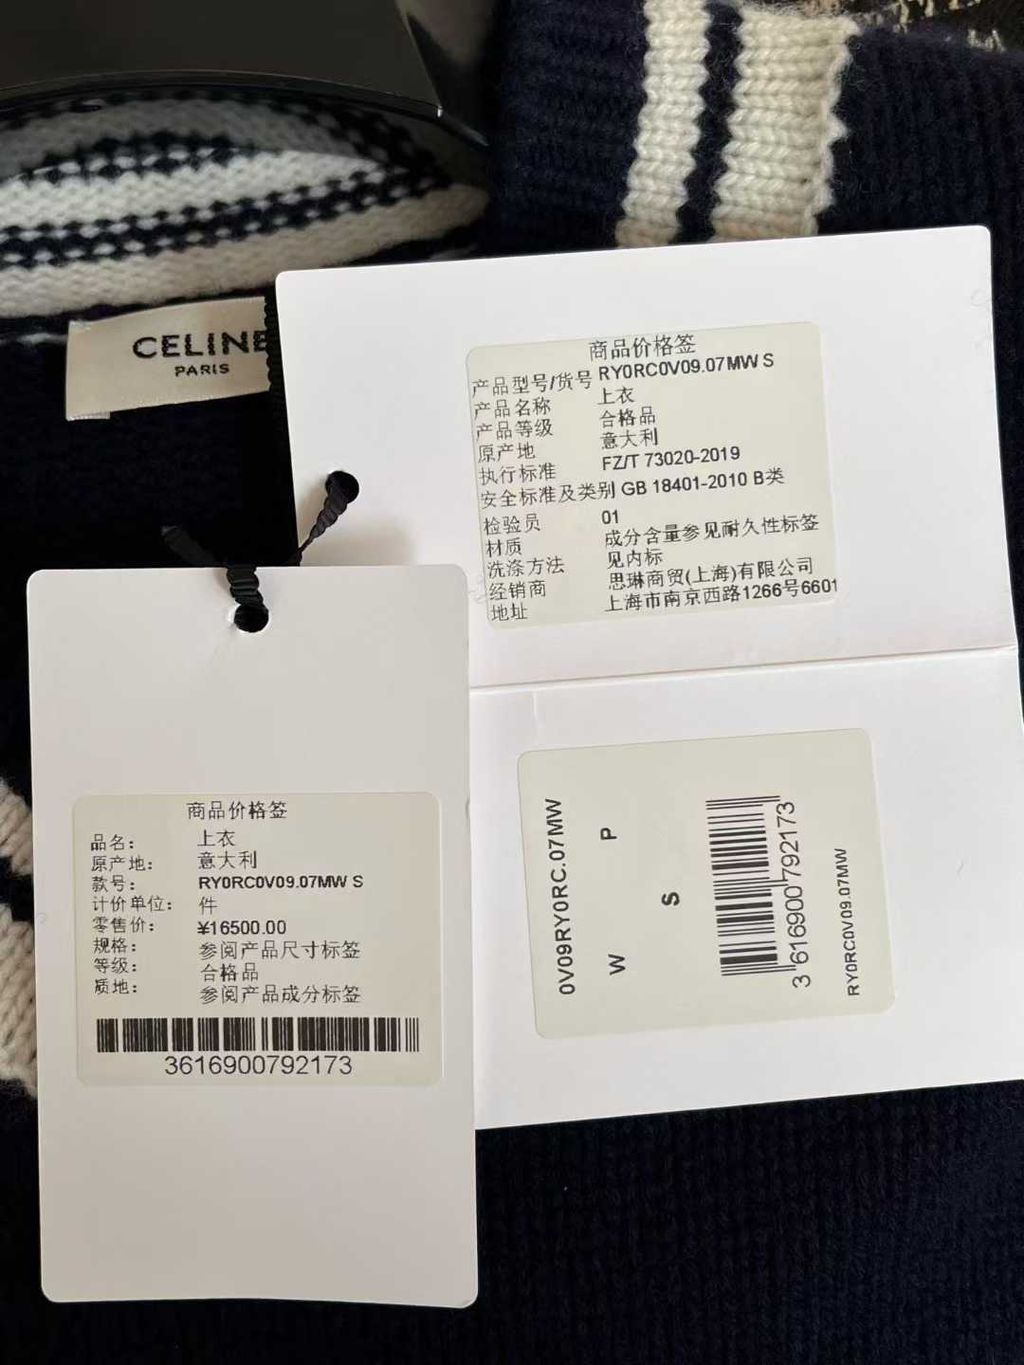 CELINE
PARIS
商品价格签
产品型号/货号 RY0RC0V09.07MW S
产品名称 上衣
产品等级 合格品
原产地 意大利
执行标准 FZ/T 73020-2019
安全标准及类别 GB 18401-2010 B类
检验员 01
材质 成分含量参见耐久性标签
洗涤方法 见内标
经销商 思琳商贸(上海)有限公司
地址 上海市南京西路1266号6601
商品价格签
品名: 上衣
原产地: 意大利
款号: RY0RC0V09.07MW S
计价单位: 件
零售价: ¥16500.00
规格: 参阅产品尺寸标签
等级: 合格品
质地: 参阅产品成分标签
3616900792173
0V09RY0RC.07MW
W P
S
3 616900 792173
RY0RC0V09.07MW